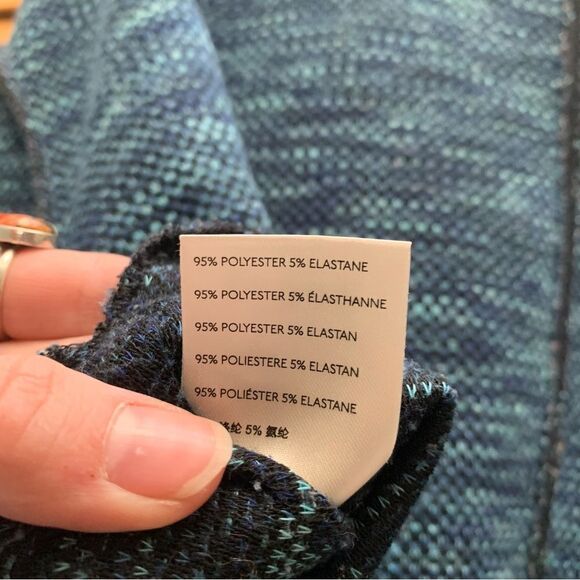 95% POLYESTER 5% ELASTANE
95% POLYESTER 5% ÉLASTHANNE
95% POLYESTER 5% ELASTAN
95% POLIESTERE 5% ELASTAN
95% POLIÉSTER 5% ELASTANE
纶 5% 氨纶